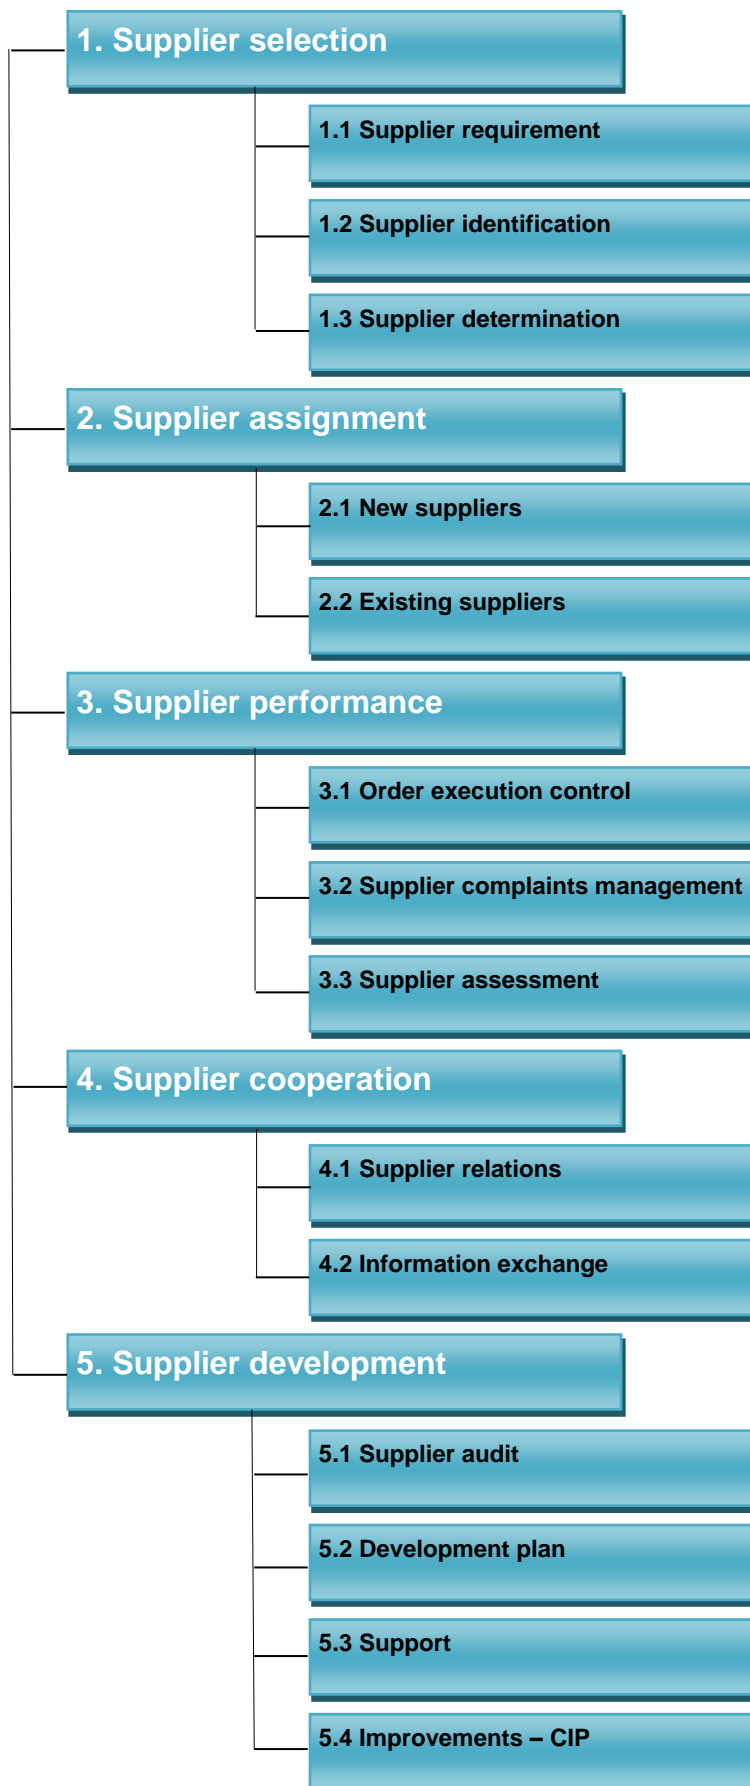 1. Supplier selection
1.1 Supplier requirement
1.2 Supplier identification
1.3 Supplier determination
2. Supplier assignment
2.1 New suppliers
2.2 Existing suppliers
3. Supplier performance
3.1 Order execution control
3.2 Supplier complaints management
3.3 Supplier assessment
4. Supplier cooperation
4.1 Supplier relations
4.2 Information exchange
5. Supplier development
5.1 Supplier audit
5.2 Development plan
5.3 Support
5.4 Improvements – CIP